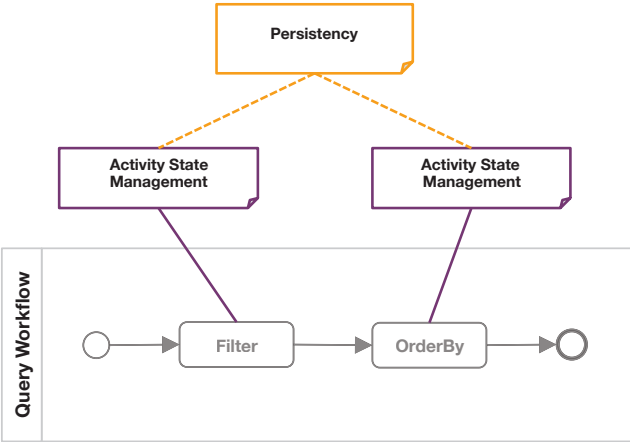 Persistency
Activity State
Management
Activity State
Management
Query Workflow
Filter
OrderBy